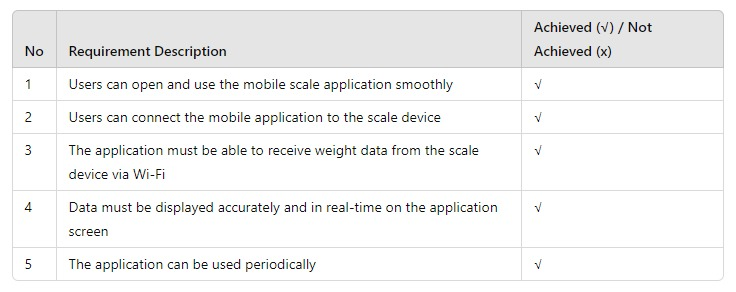 No Requirement Description Achieved (√) / Not
Achieved (x)
1 Users can open and use the mobile scale application smoothly √
2 Users can connect the mobile application to the scale device √
3 The application must be able to receive weight data from the scale √
device via Wi-Fi
4 Data must be displayed accurately and in real-time on the application √
screen
5 The application can be used periodically √